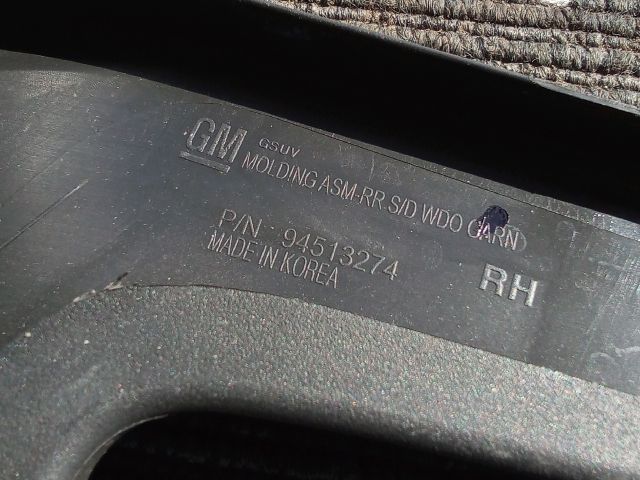 GM GSUV
MOLDING ASM-RR S/D WDO GARN
P/N 94513274
MADE IN KOREA
RH